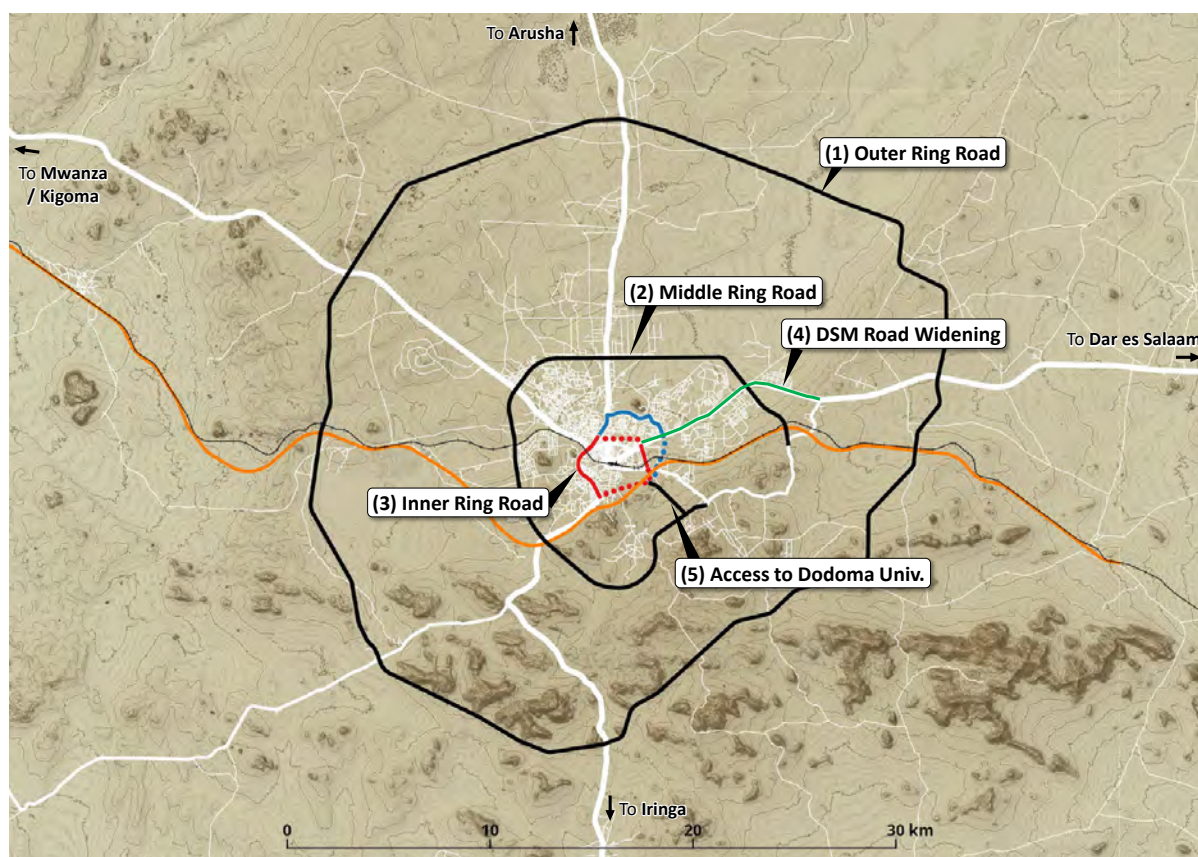 To Arusha
(1) Outer Ring Road
To Mwanza
/ Kigoma
(2) Middle Ring Road
(4) DSM Road Widening
To Dar es Salaam
(3) Inner Ring Road
(5) Access to Dodoma Univ.
To Iringa
0 10 20 30 km